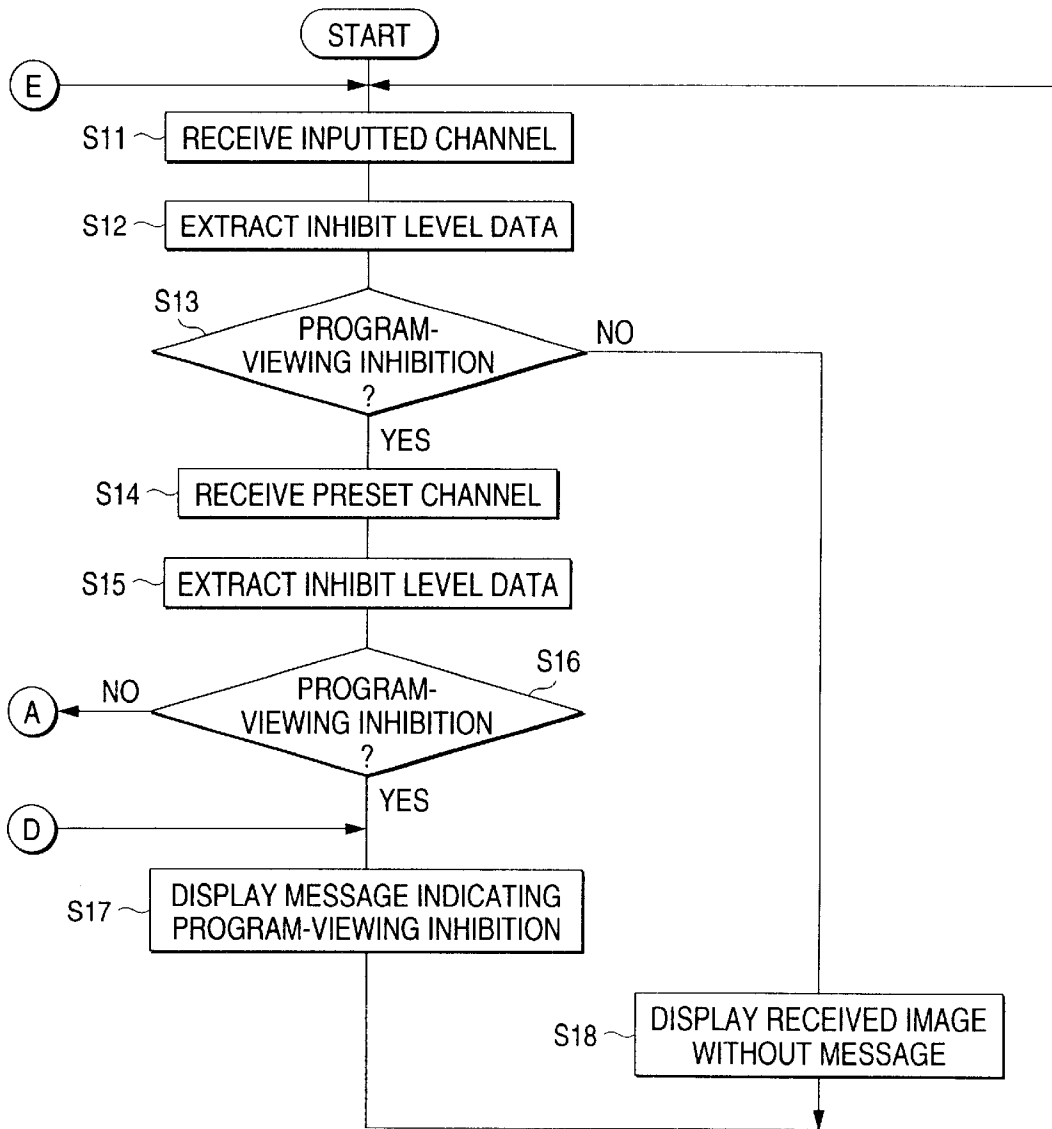 START
E
S11
RECEIVE INPUTTED CHANNEL
S12
EXTRACT INHIBIT LEVEL DATA
S13
PROGRAM-
VIEWING INHIBITION
?
NO
YES
S14
RECEIVE PRESET CHANNEL
S15
EXTRACT INHIBIT LEVEL DATA
S16
PROGRAM-
VIEWING INHIBITION
?
NO
A
YES
D
S17
DISPLAY MESSAGE INDICATING
PROGRAM-VIEWING INHIBITION
S18
DISPLAY RECEIVED IMAGE
WITHOUT MESSAGE